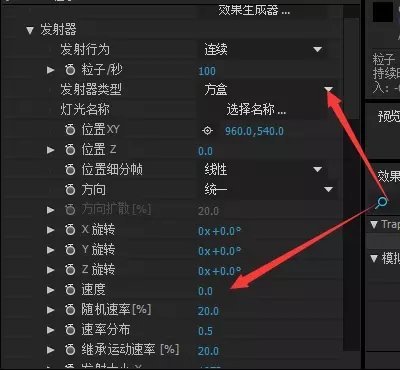 效果生成器...
发射器
发射行为 连续
粒子/秒 100
发射器类型 方盒
灯光名称 选择名称...
位置XY 960.0,540.0
位置 Z 0.0
位置细分帧 线性
方向 统一
方向扩散 [%] 20.0
X 旋转 0x+0.0°
Y 旋转 0x+0.0°
Z 旋转 0x+0.0°
速度 0.0
随机速率[%] 20.0
速率分布 0.5
继承运动速率 [%] 20.0
粒子
持续时
入: -0
预览
效果
Trap
模拟